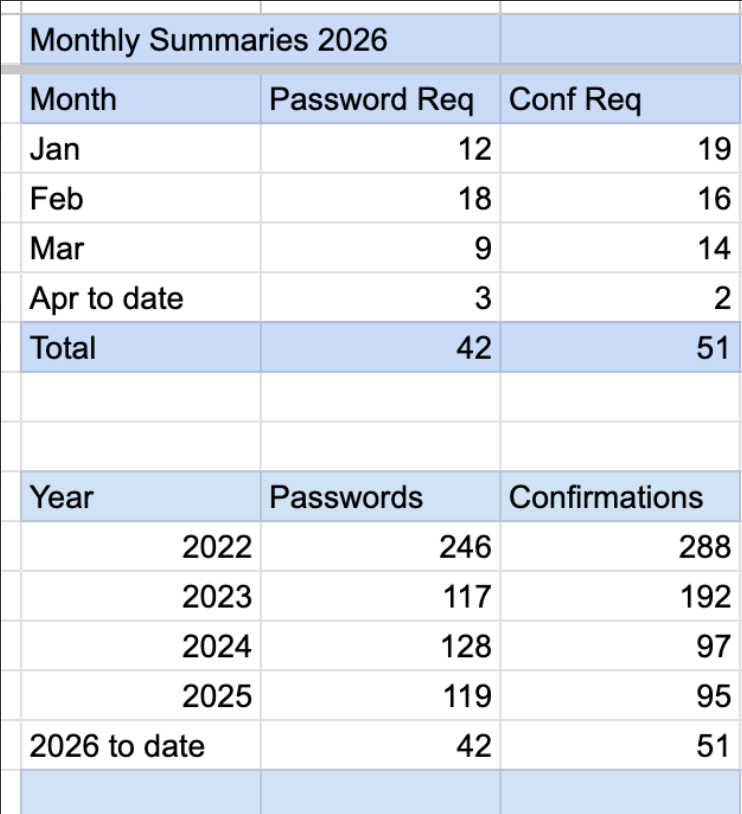 Monthly Summaries 2026
Month Password Req Conf Req
Jan 12 19
Feb 18 16
Mar 9 14
Apr to date 3 2
Total 42 51
Year Passwords Confirmations
2022 246 288
2023 117 192
2024 128 97
2025 119 95
2026 to date 42 51